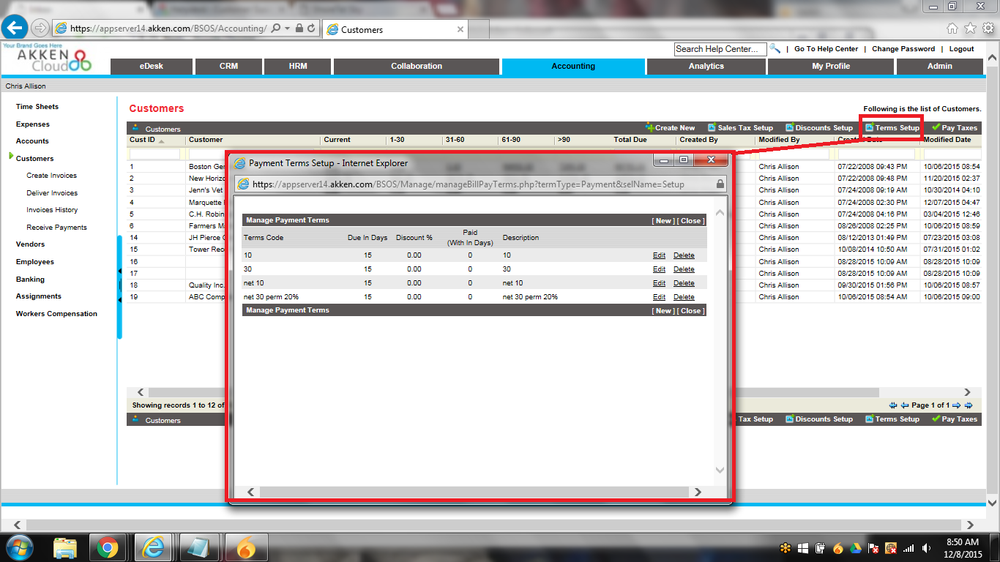 https://appserver14.akken.com/BSOS/Accounting/
Customers
Your Brand Goes Here
AKKEN
Cloud
Search Help Center...
| Go To Help Center | Change Password | Logout
eDesk CRM HRM Collaboration Accounting Analytics My Profile Admin
Chris Allison
Time Sheets
Expenses
Accounts
Customers
Create Invoices
Deliver Invoices
Invoices History
Receive Payments
Vendors
Employees
Banking
Assignments
Workers Compensation
Customers
Following is the list of Customers.
Customers Create New Sales Tax Setup Discounts Setup Terms Setup Pay Taxes
Cust ID Customer Current 1-30 31-60 61-90 >90 Total Due Created By Modified By Created Date Modified Date
1 Boston Ger Chris Allison 07/22/2008 09:43 PM 10/06/2015 08:54
2 New Horizo Chris Allison 07/22/2008 09:48 PM 11/20/2015 02:37
3 Jenn's Vet Chris Allison 07/24/2008 09:19 AM 10/30/2014 04:10
4 Marquette Chris Allison 07/24/2008 02:30 PM 12/07/2015 04:47
5 C.H. Robin Chris Allison 07/24/2008 04:16 PM 03/04/2015 12:46
6 Farmers Ma Chris Allison 08/26/2008 02:25 PM 10/06/2015 08:59
14 JH Pierce C Chris Allison 08/12/2013 01:49 PM 07/23/2015 03:08
15 Tower Rec Chris Allison 10/08/2014 10:50 AM 07/31/2015 01:02
16 Chris Allison 08/28/2015 10:09 AM 08/28/2015 10:09
17 Chris Allison 08/28/2015 10:09 AM 08/28/2015 10:09
18 Quality Inc. Chris Allison 09/30/2015 01:56 PM 10/06/2015 08:57
19 ABC Comp Chris Allison 10/06/2015 08:54 AM 10/06/2015 09:00
Showing records 1 to 12 of
Page 1 of 1
Customers Tax Setup Discounts Setup Terms Setup Pay Taxes
Payment Terms Setup - Internet Explorer
https://appserver14.akken.com/BSOS/Manage/manageBillPayTerms.php?termType=Payment&selName=Setup
Manage Payment Terms [ New ] [ Close ]
Terms Code Due In Days Discount % Paid (With In Days) Description
10 15 0.00 0 10 Edit Delete
30 15 0.00 0 30 Edit Delete
net 10 15 0.00 0 net 10 Edit Delete
net 30 perm 20% 15 0.00 0 net 30 perm 20% Edit Delete
Manage Payment Terms [ New ] [ Close ]
8:50 AM
12/8/2015